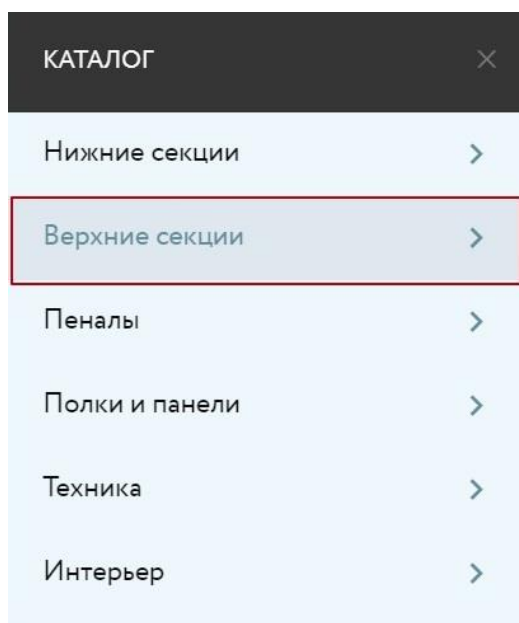 КАТАЛОГ
Нижние секции
Верхние секции
Пеналы
Полки и панели
Техника
Интерьер